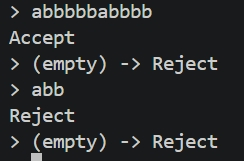 > abbbbbabbbb
Accept
> (empty) -> Reject
> abb
Reject
> (empty) -> Reject